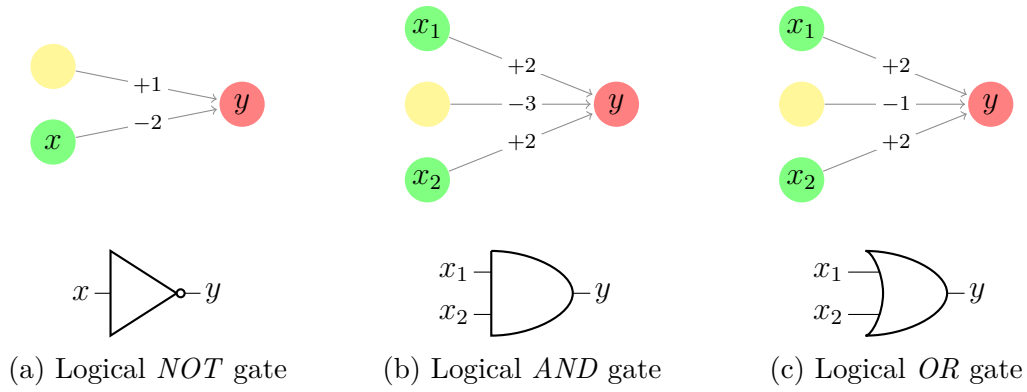 +1
−2
x
y
x1
+2
−3
+2
x2
y
x1
+2
−1
+2
x2
y
x
y
x1
x2
y
x1
x2
y
(a) Logical NOT gate
(b) Logical AND gate
(c) Logical OR gate